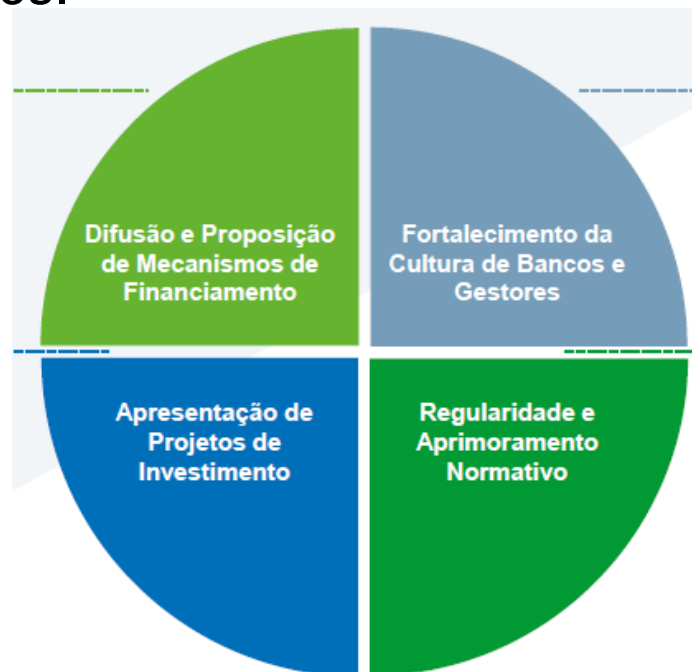 Difusão e Proposição
de Mecanismos de
Financiamento
Fortalecimento da
Cultura de Bancos e
Gestores
Apresentação de
Projetos de
Investimento
Regularidade e
Aprimoramento
Normativo